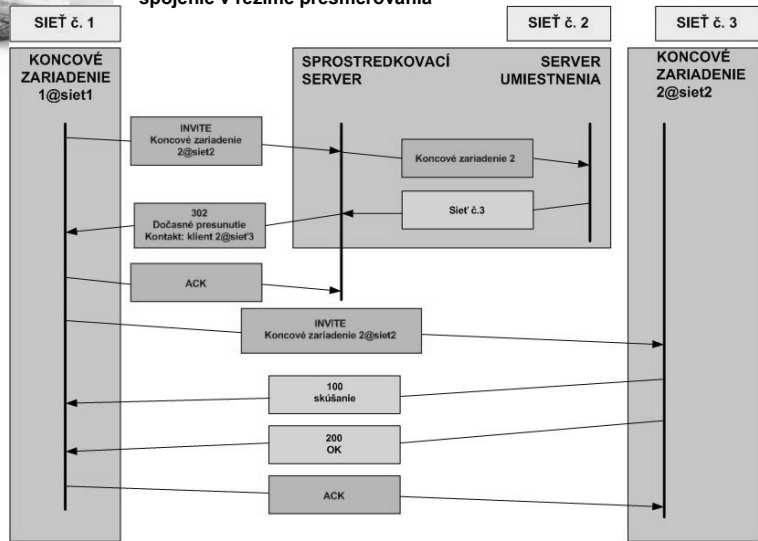 spojenie v režime presmerovania
SIEŤ č. 1
SIEŤ č. 2
SIEŤ č. 3
KONCOVÉ
ZARIADENIE
1@siet1
SPROSTREDKOVACÍ
SERVER
SERVER
UMIESTNENIA
KONCOVÉ
ZARIADENIE
2@siet2
INVITE
Koncové zariadenie
2@siet2
Koncové zariadenie 2
302
Dočasné presunutie
Kontakt: klient 2@sieť3
Sieť č.3
ACK
INVITE
Koncové zariadenie 2@siet2
100
skúšanie
200
OK
ACK